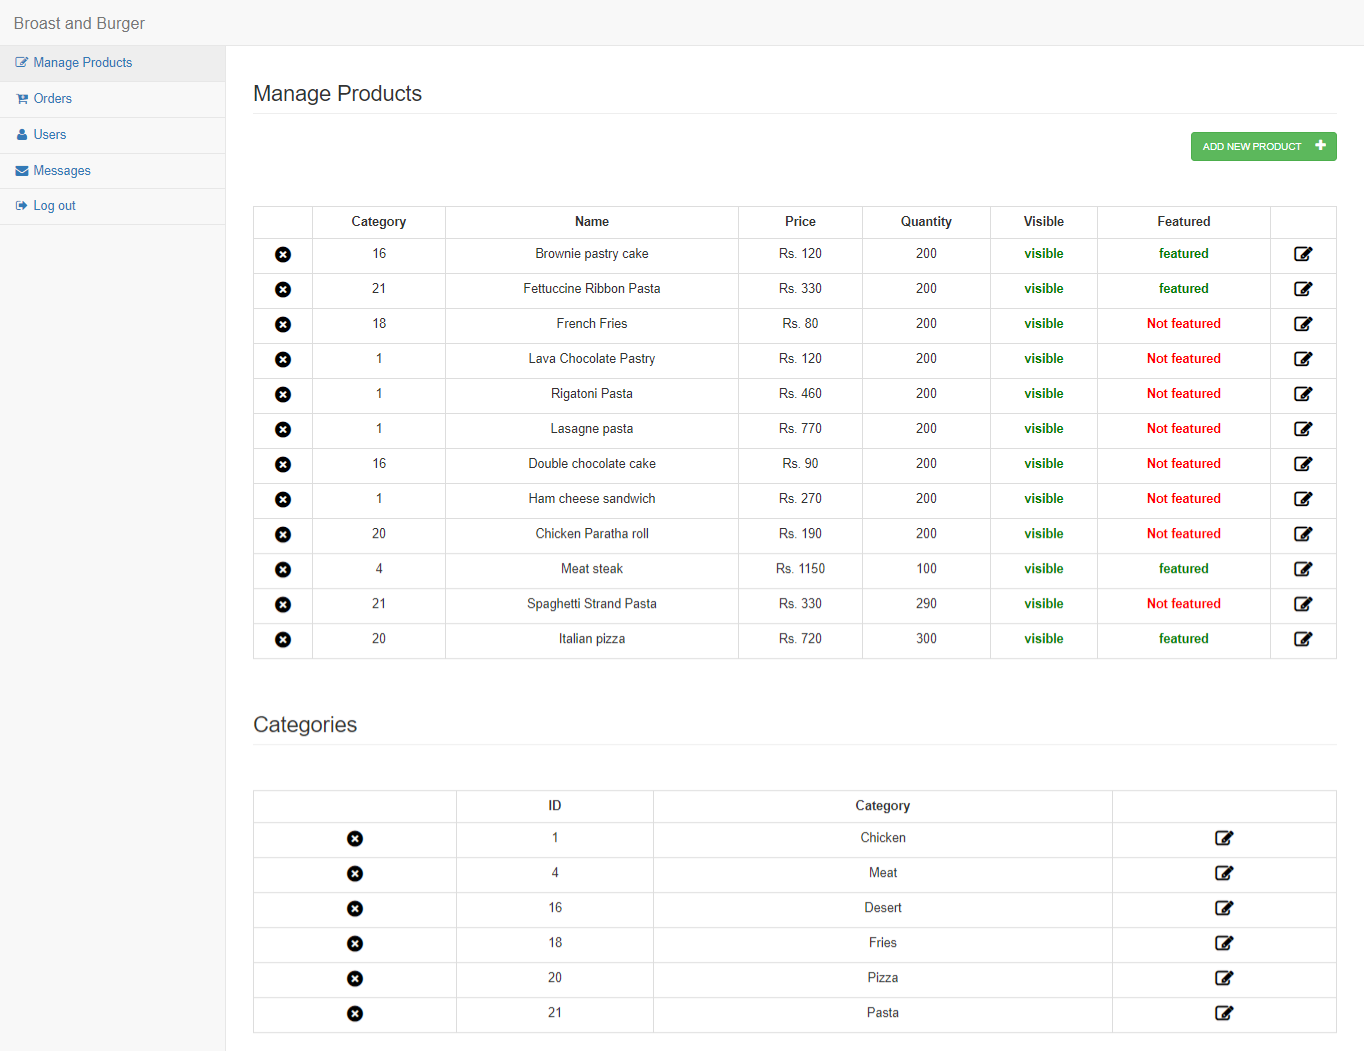 Broast and Burger
Manage Products
Orders
Users
Messages
Log out
Manage Products
ADD NEW PRODUCT
Category Name Price Quantity Visible Featured
16 Brownie pastry cake Rs. 120 200 visible featured
21 Fettuccine Ribbon Pasta Rs. 330 200 visible featured
18 French Fries Rs. 80 200 visible Not featured
1 Lava Chocolate Pastry Rs. 120 200 visible Not featured
1 Rigatoni Pasta Rs. 460 200 visible Not featured
1 Lasagne pasta Rs. 770 200 visible Not featured
16 Double chocolate cake Rs. 90 200 visible Not featured
1 Ham cheese sandwich Rs. 270 200 visible Not featured
20 Chicken Paratha roll Rs. 190 200 visible Not featured
4 Meat steak Rs. 1150 100 visible featured
21 Spaghetti Strand Pasta Rs. 330 290 visible Not featured
20 Italian pizza Rs. 720 300 visible featured
Categories
ID Category
1 Chicken
4 Meat
16 Desert
18 Fries
20 Pizza
21 Pasta